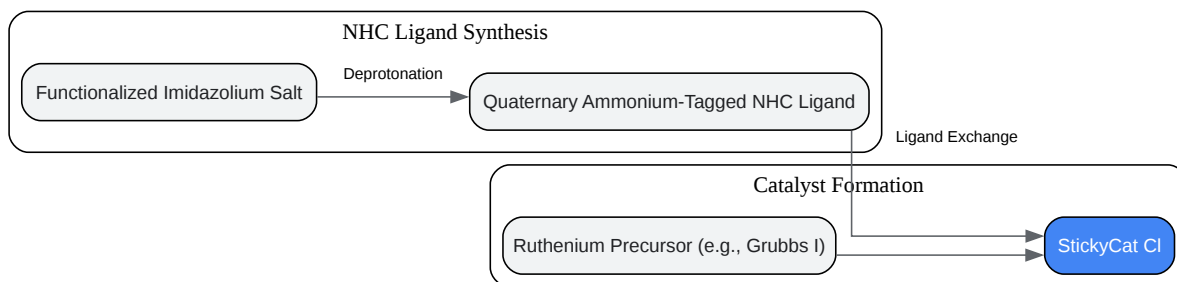 NHC Ligand Synthesis
Functionalized Imidazolium Salt
Deprotonation
Quaternary Ammonium-Tagged NHC Ligand
Ligand Exchange
Catalyst Formation
Ruthenium Precursor (e.g., Grubbs I)
StickyCat Cl